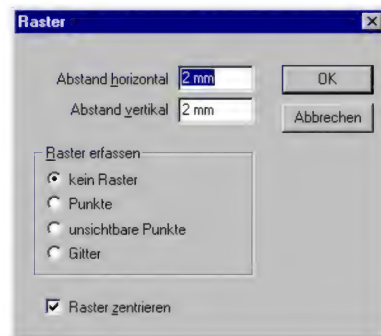 Raster
Abstand horizontal 2 mm OK
Abstand vertikal 2 mm Abbrechen
Raster erfassen
kein Raster
Punkte
unsichtbare Punkte
Gitter
Raster zentrieren